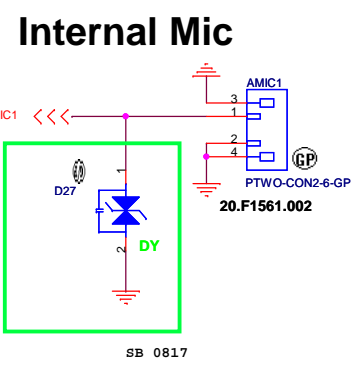 Internal Mic
AMIC1
3
IC1
1
2
GP
4
1
PTWO-CON2-6-GP
D27
20.F1561.002
2
DY
SB 0817